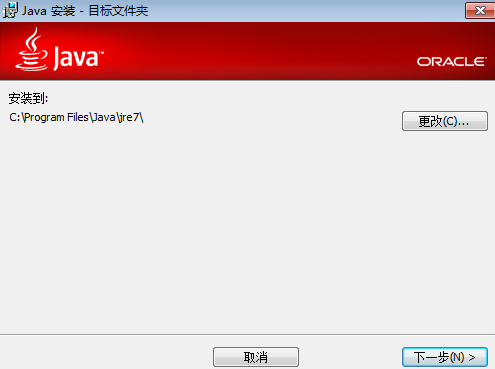 Java 安装 - 目标文件夹
Java™
ORACLE
安装到:
C:\Program Files\Java\jre7\
更改(C)...
取消
下一步(N) >